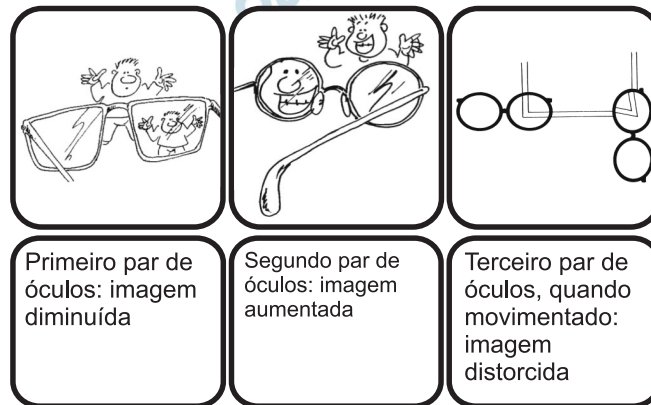 Primeiro par de
óculos: imagem
diminuída
Segundo par de
óculos: imagem
aumentada
Terceiro par de
óculos, quando
movimentado:
imagem
distorcida